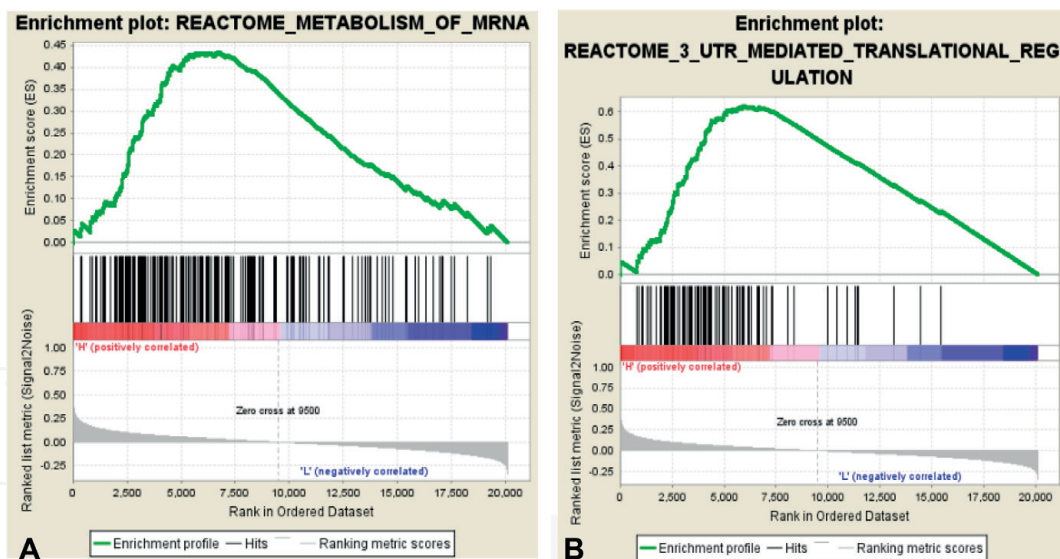 Enrichment plot: REACTOME_METABOLISM_OF_MRNA
Enrichment score (ES)
0.45
0.40
0.35
0.30
0.25
0.20
0.15
0.10
0.05
0.00
'H' (positively correlated)
Ranked list metric (Signal2Noise)
1.00
0.75
0.50
0.25
0.00
-0.25
Zero cross at 9500
'L' (negatively correlated)
0 2,500 5,000 7,500 10,000 12,500 15,000 17,500 20,000
Rank in Ordered Dataset
Enrichment profile Hits Ranking metric scores
A
Enrichment plot:
REACTOME_3_UTR_MEDIATED_TRANSLATIONAL_REG
ULATION
Enrichment score (ES)
0.6
0.5
0.4
0.3
0.2
0.1
0.0
'H' (positively correlated)
Ranked list metric (Signal2Noise)
1.00
0.75
0.50
0.25
0.00
-0.25
Zero cross at 9500
'L' (negatively correlated)
0 2,500 5,000 7,500 10,000 12,500 15,000 17,500 20,000
Rank in Ordered Dataset
Enrichment profile Hits Ranking metric scores
B